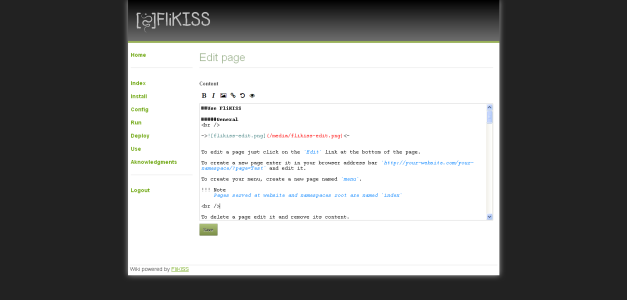 FliKISS
Home
Index
Install
Config
Run
Deploy
Use
Aknowledgments
Logout
Edit page
Content
B I
##Use FliKISS
#####General
<br />
->![flikiss-edit.png](/media/flikiss-edit.png)<-
To edit a page just click on the `Edit` link at the bottom of the page.
To create a new page enter it in your browser address bar `http://your-website.com/your-
namespace/?page=Test` and edit it.
To create your menu, create a new page named `menu`.
!!! Note
Pages served at website and namespaces root are named `index`
<br />
To delete a page edit it and remove its content.
Wiki powered by FliKISS